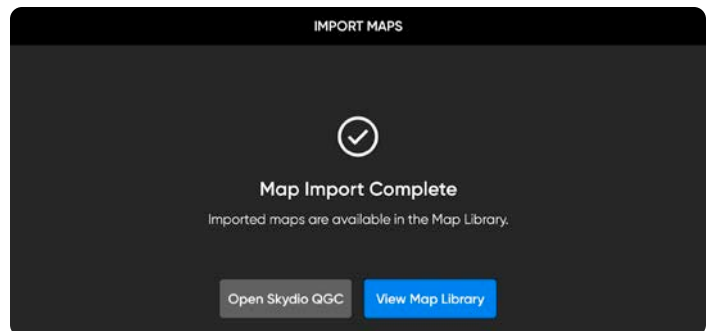 IMPORT MAPS
Map Import Complete
Imported maps are available in the Map Library.
Open Skydio QGC
View Map Library